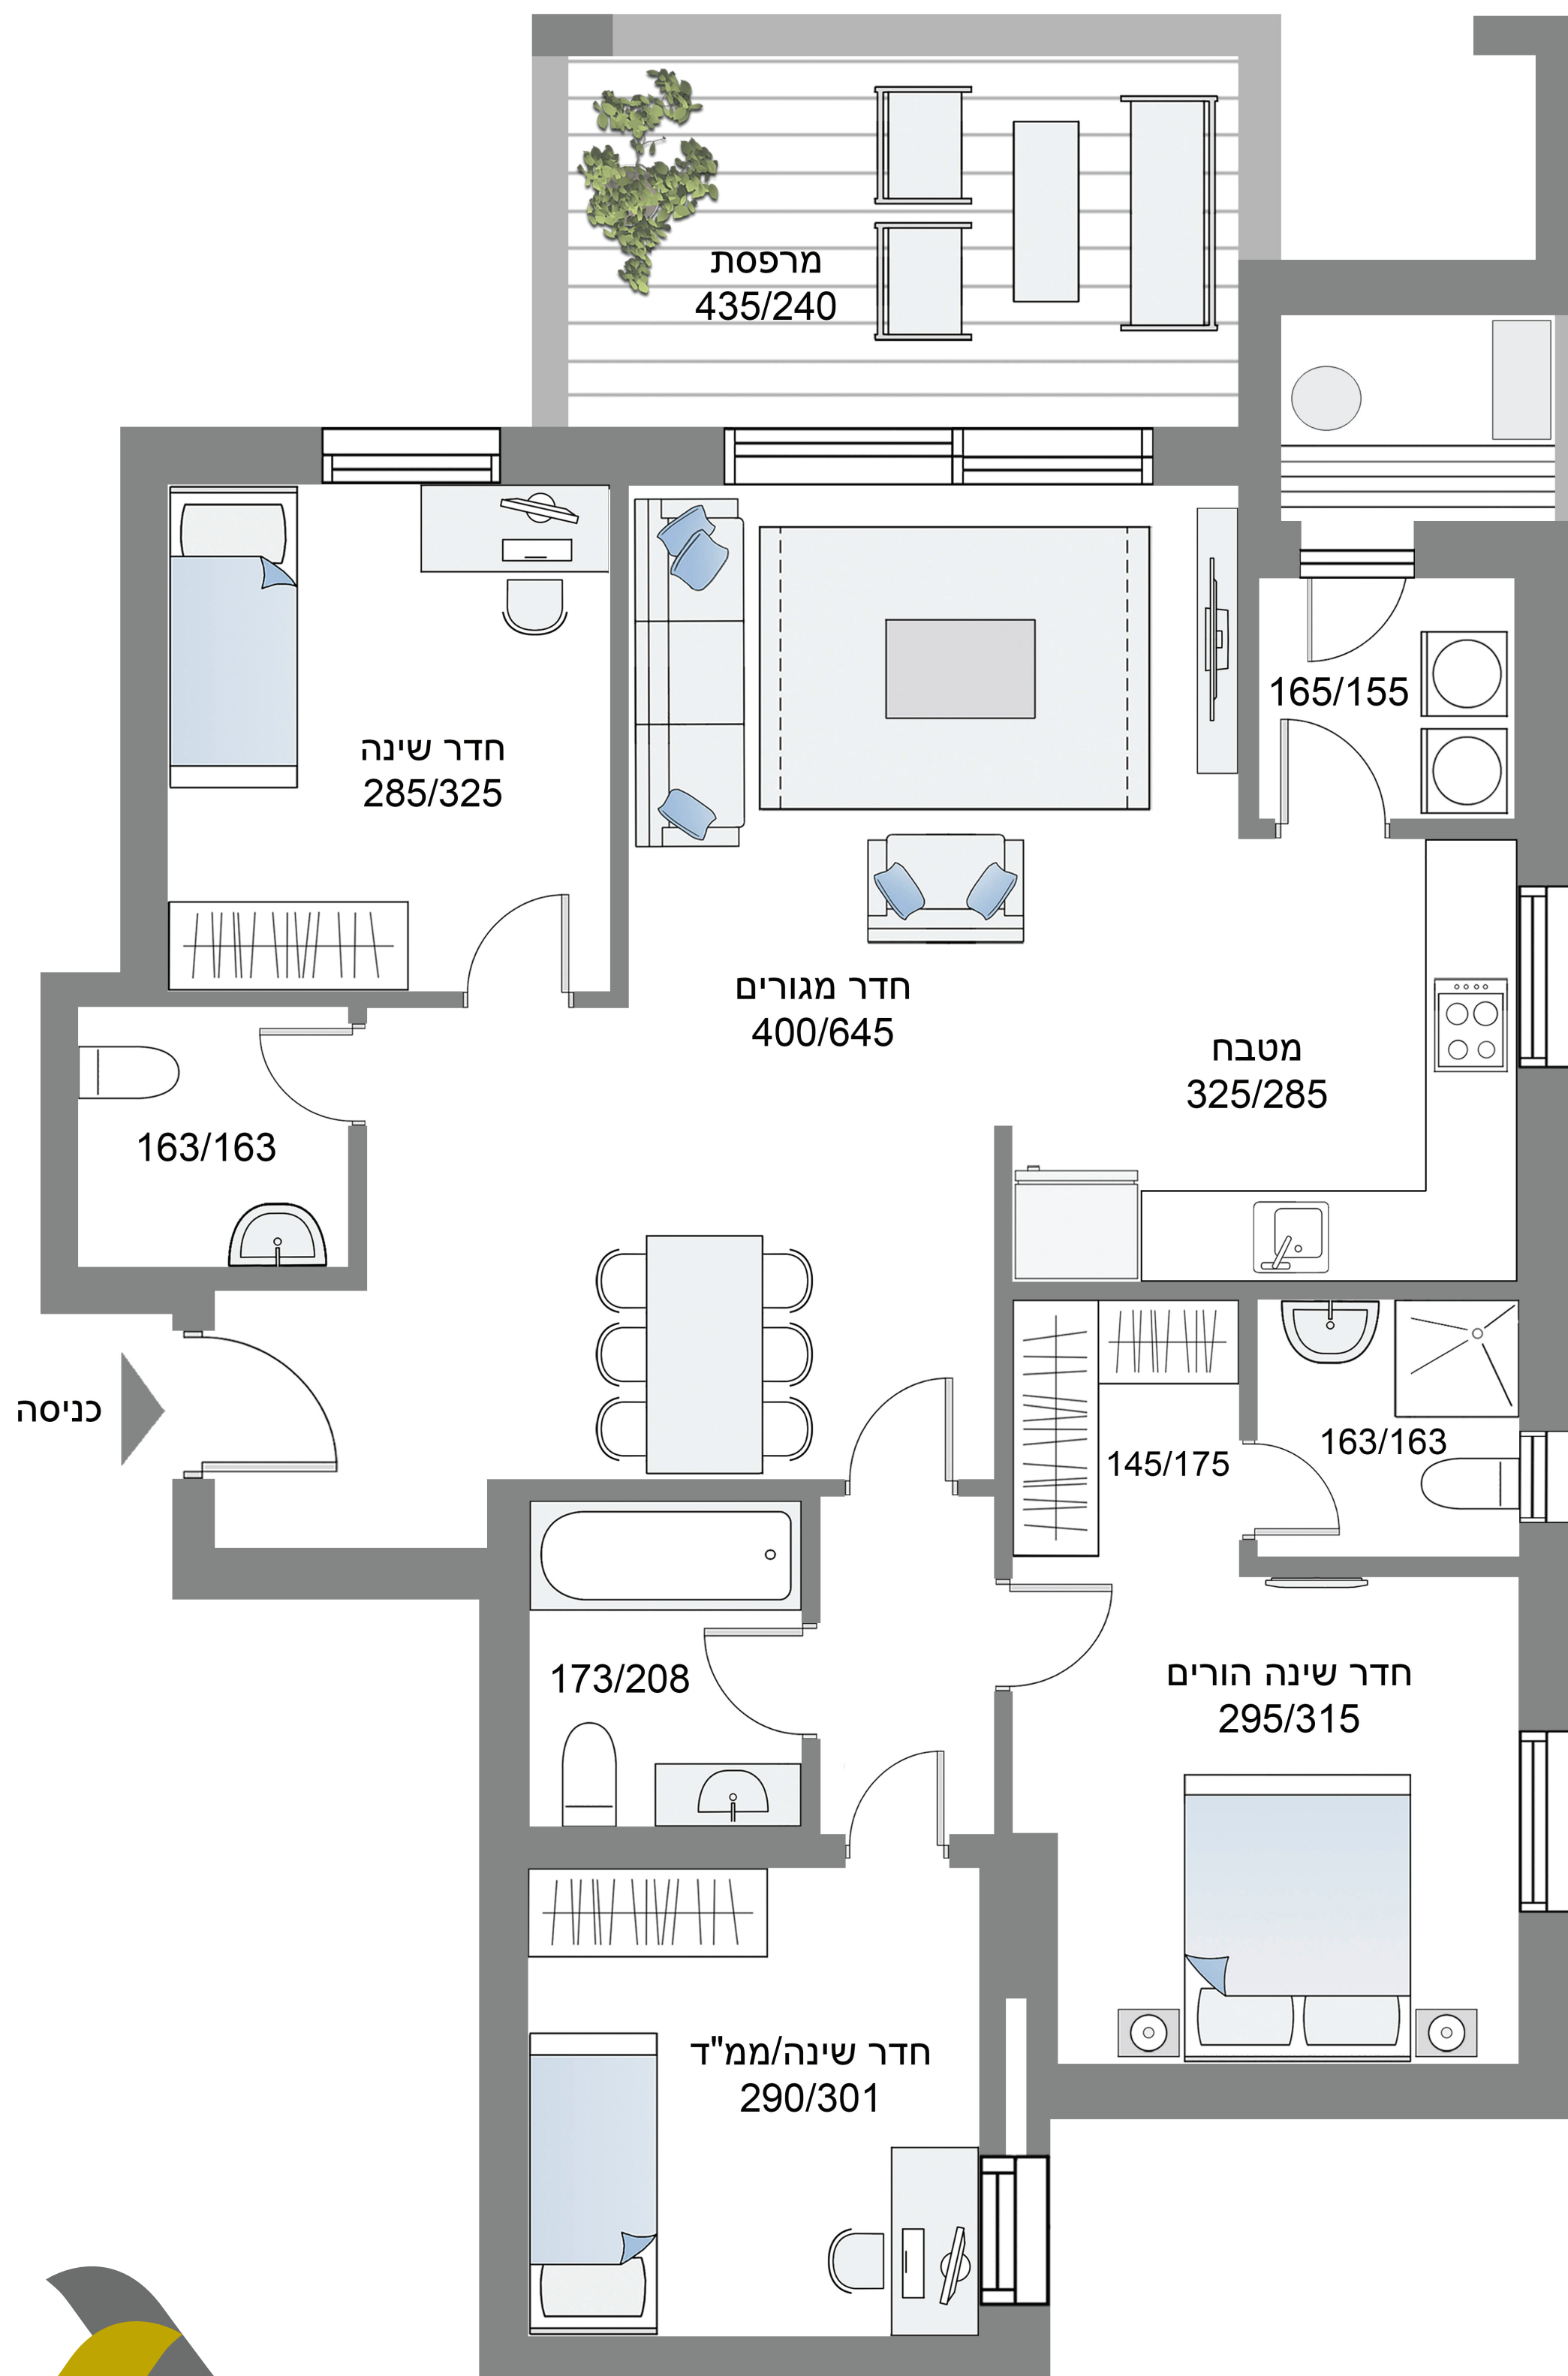 מרפסת
435/240
165/155
חדר שינה
285/325
חדר מגורים
400/645
מטבח
325/285
163/163
כניסה
163/163
145/175
173/208
חדר שינה הורים
295/315
חדר שינה/ממ"ד
290/301